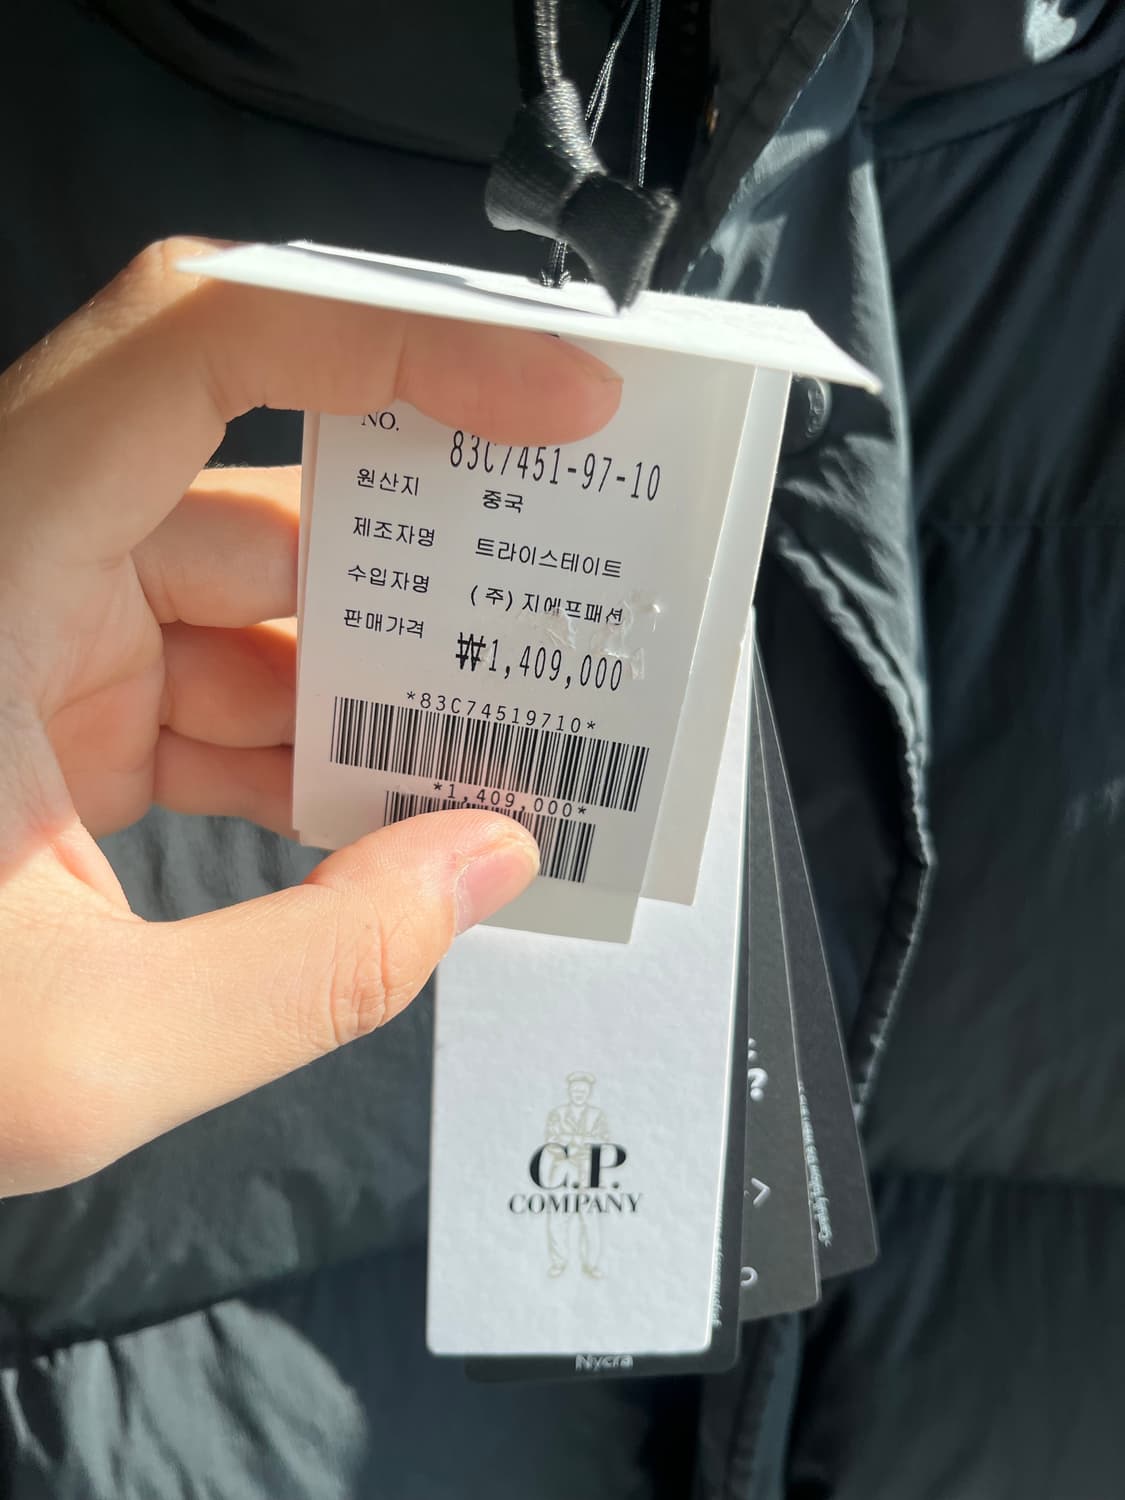 NO. 83C7451-97-10
원산지 중국
제조자명 트라이스테이트
수입자명 (주)지에프패션
판매가격 ₩1,409,000
*83C74519710*
*1,409,000*
C.P.
COMPANY
Nycra